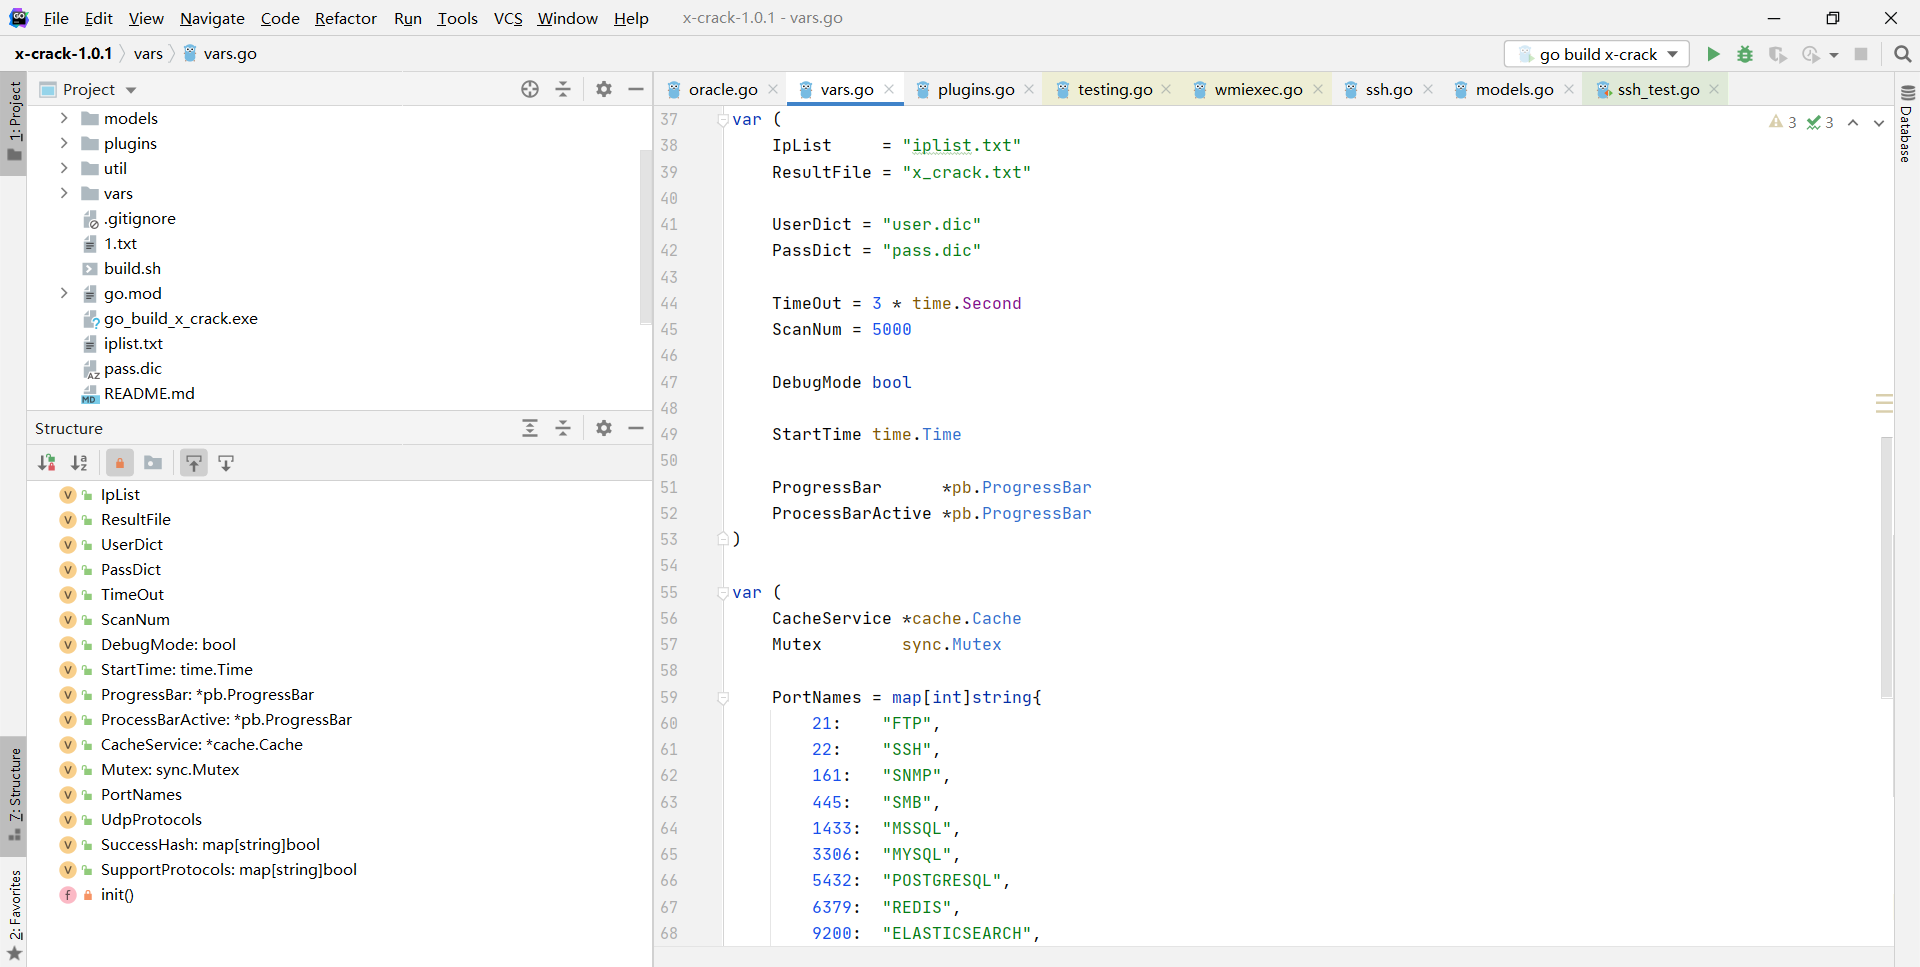 File Edit View Navigate Code Refactor Run Tools VCS Window Help x-crack-1.0.1 - vars.go
x-crack-1.0.1 vars vars.go
go build x-crack
1: Project
Project
models
plugins
util
vars
.gitignore
1.txt
build.sh
go.mod
go_build_x_crack.exe
iplist.txt
pass.dic
README.md
Structure
IpList
ResultFile
UserDict
PassDict
TimeOut
ScanNum
DebugMode: bool
StartTime: time.Time
ProgressBar: *pb.ProgressBar
ProcessBarActive: *pb.ProgressBar
CacheService: *cache.Cache
Mutex: sync.Mutex
PortNames
UdpProtocols
SuccessHash: map[string]bool
SupportProtocols: map[string]bool
init()
7: Structure
2: Favorites
oracle.go vars.go plugins.go testing.go wmiexec.go ssh.go models.go ssh_test.go
3 3
Database
37 var (
38 IpList = "iplist.txt"
39 ResultFile = "x_crack.txt"
40
41 UserDict = "user.dic"
42 PassDict = "pass.dic"
43
44 TimeOut = 3 * time.Second
45 ScanNum = 5000
46
47 DebugMode bool
48
49 StartTime time.Time
50
51 ProgressBar *pb.ProgressBar
52 ProcessBarActive *pb.ProgressBar
53 )
54
55 var (
56 CacheService *cache.Cache
57 Mutex sync.Mutex
58
59 PortNames = map[int]string{
60 21: "FTP",
61 22: "SSH",
62 161: "SNMP",
63 445: "SMB",
64 1433: "MSSQL",
65 3306: "MYSQL",
66 5432: "POSTGRESQL",
67 6379: "REDIS",
68 9200: "ELASTICSEARCH",